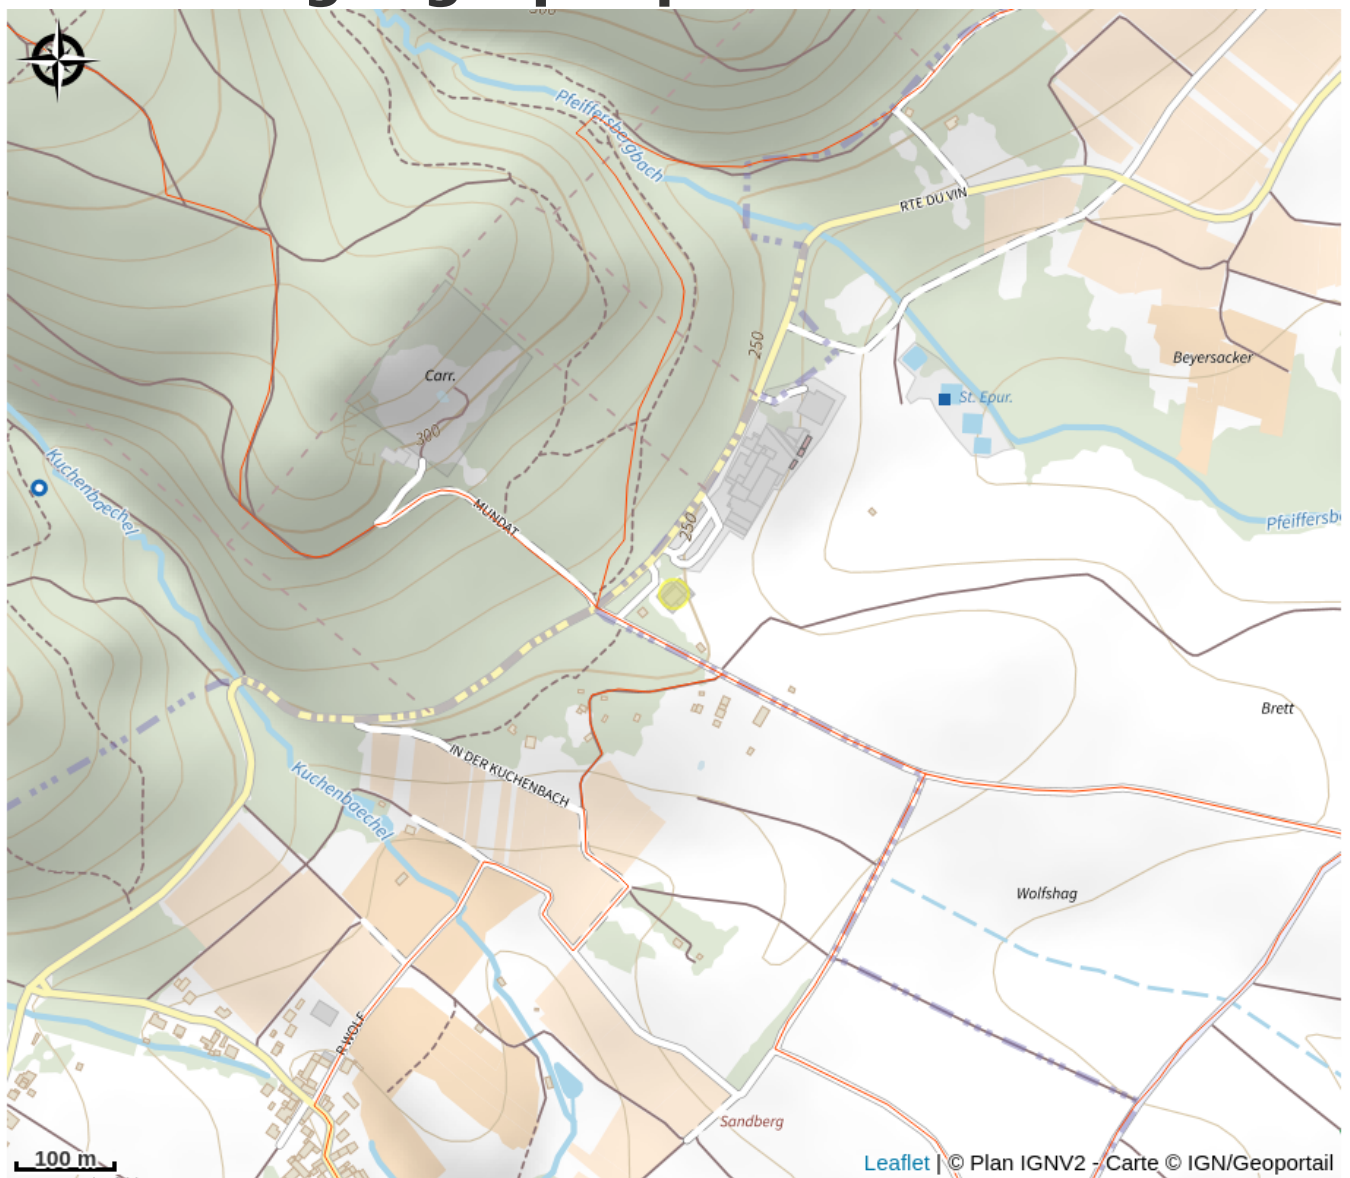 300
Pfeiffersbergbach
RTE DU VIN
250
Beyersacker
Carr.
St. Epur.
300
Kuchenbaechel
MUNDAT
250
Pfeiffersb
Brett
IN DER KUCHENBACH
Kuchenbaechel
Wolfshag
R WOLF
Sandberg
100 m
Leaflet | © Plan IGNV2 - Carte © IGN/Geoportail